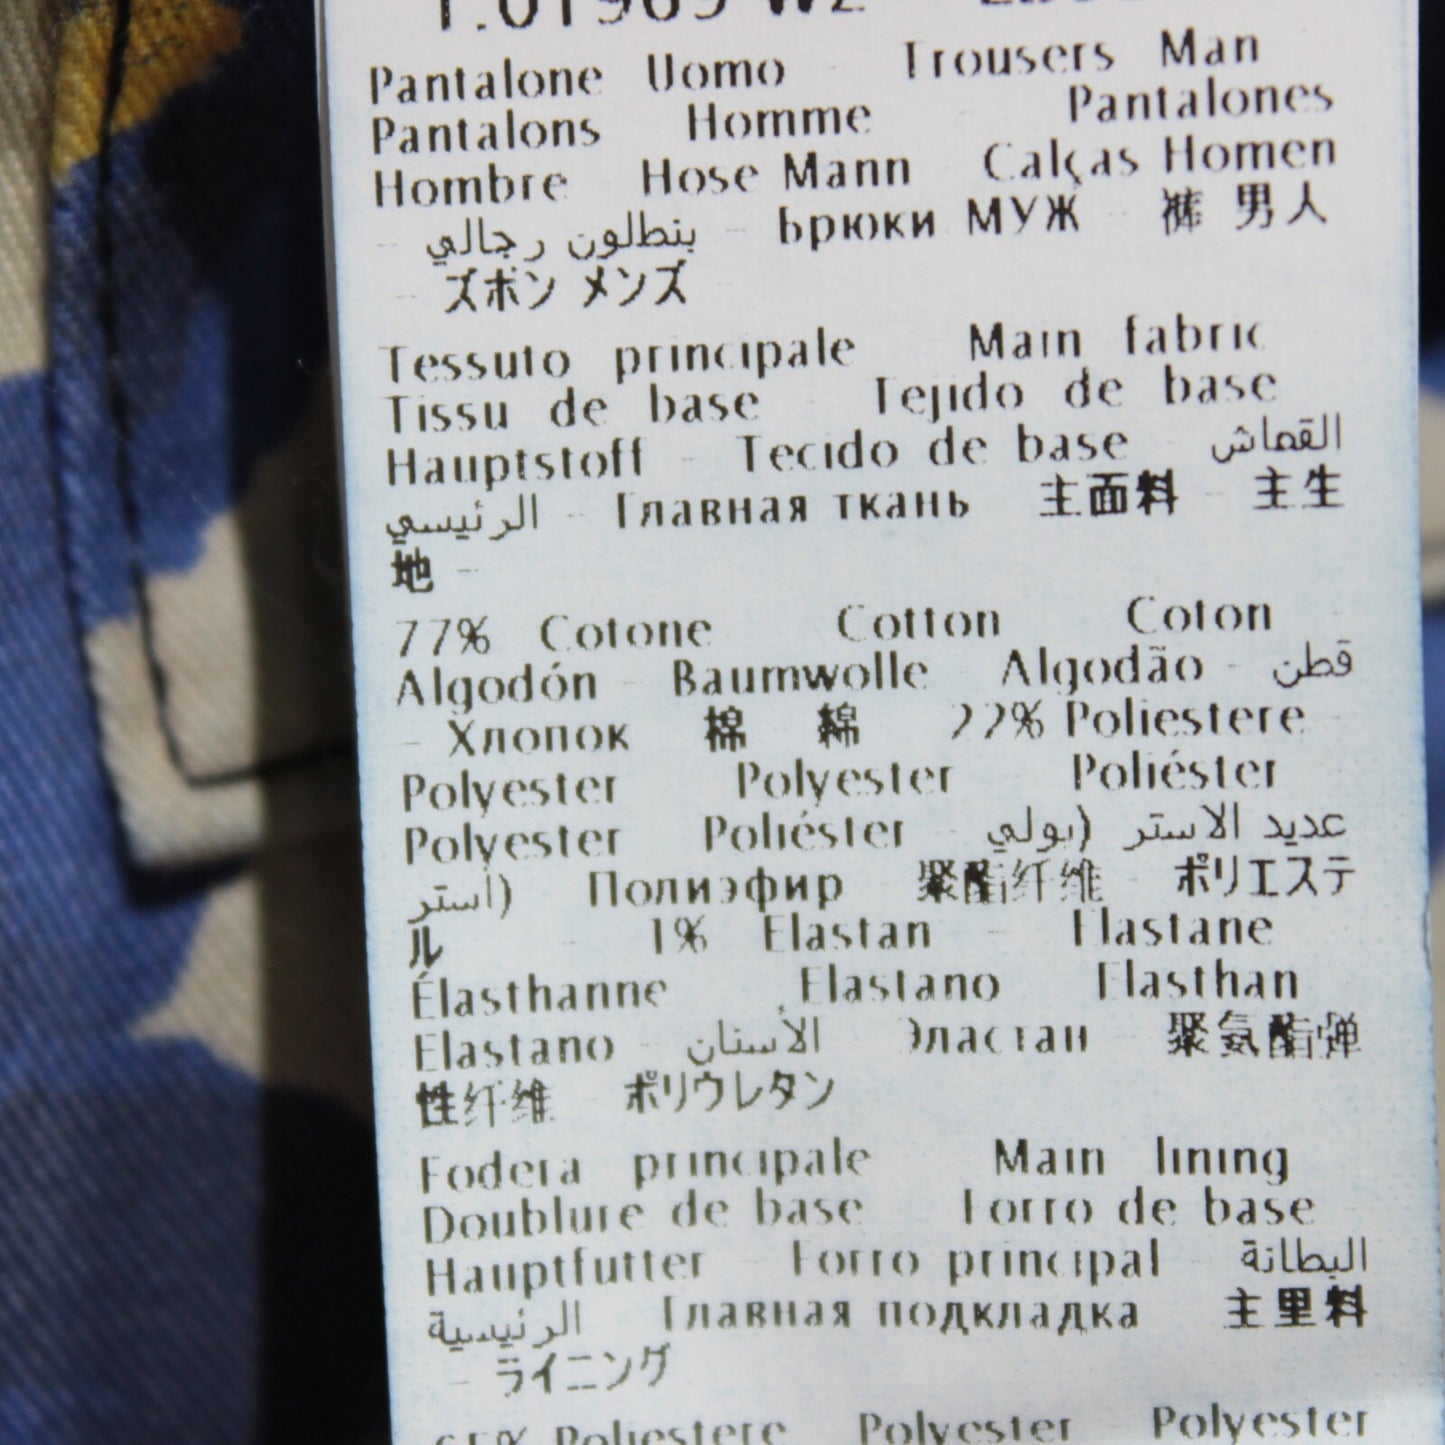 Pantalone Uomo - Trousers Man
Pantalons Homme - Pantalones
Hombre - Hose Mann - Calças Homen
- بنطلون رجالي - Брюки МУЖ - 裤 男人
- ズボン メンズ
Tessuto principale - Main fabric
Tissu de base - Tejido de base
Hauptstoff - Tecido de base - القماش
الرئيسي - Главная ткань - 主面料 - 主生
地 -
77% Cotone - Cotton - Coton
Algodón - Baumwolle - Algodão - قطن
- Хлопок - 棉 - 綿 22% Poliestere
Polyester - Polyester - Poliéster
Polyester - Poliéster - عديد الاستر (بولي
أستر) - Полиэфир - 聚酯纤维 - ポリエステ
ル 1% Elastan - Elastane
Élasthanne - Elastano - Elasthan
Elastano - الأستان - Эластан - 聚氨酯弹
性纤维 - ポリウレタン
Fodera principale - Main lining
Doublure de base - Forro de base
Hauptfutter - Forro principal - البطانة
الرئيسية - Главная подкладка - 主里料
- ライニング
65% Poliestere - Polyester - Polyester